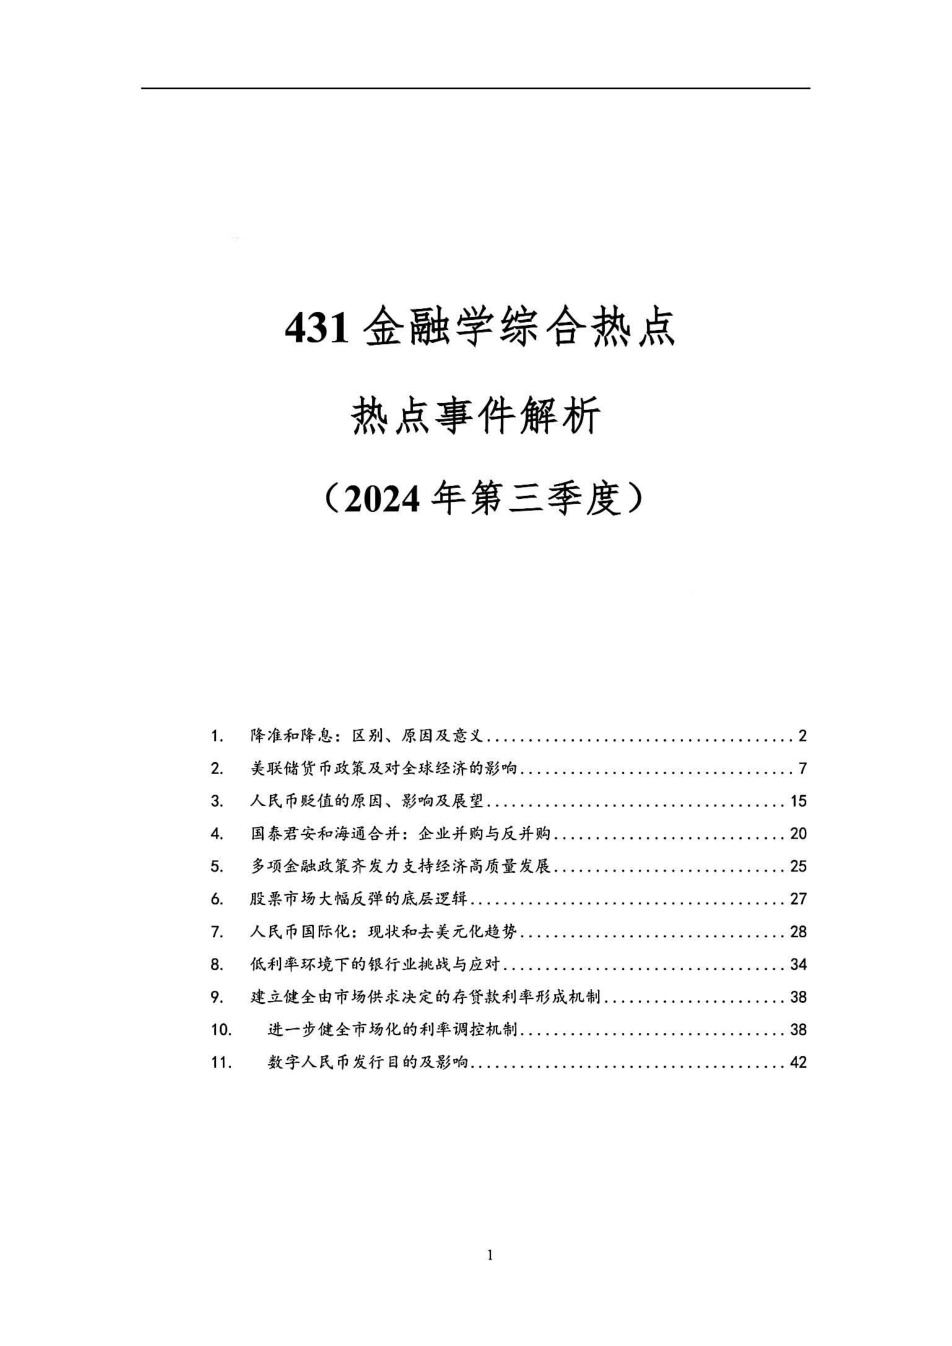 431 金融学综合热点
热点事件解析
（2024 年第三季度）
1. 降准和降息：区别、原因及意义.....................................2
2. 美联储货币政策及对全球经济的影响.................................7
3. 人民币贬值的原因、影响及展望....................................15
4. 国泰君安和海通合并：企业并购与反并购............................20
5. 多项金融政策齐发力支持经济高质量发展............................25
6. 股票市场大幅反弹的底层逻辑......................................27
7. 人民币国际化：现状和去美元化趋势................................28
8. 低利率环境下的银行业挑战与应对..................................34
9. 建立健全由市场供求决定的存贷款利率形成机制......................38
10. 进一步健全市场化的利率调控机制................................38
11. 数字人民币发行目的及影响......................................42
1